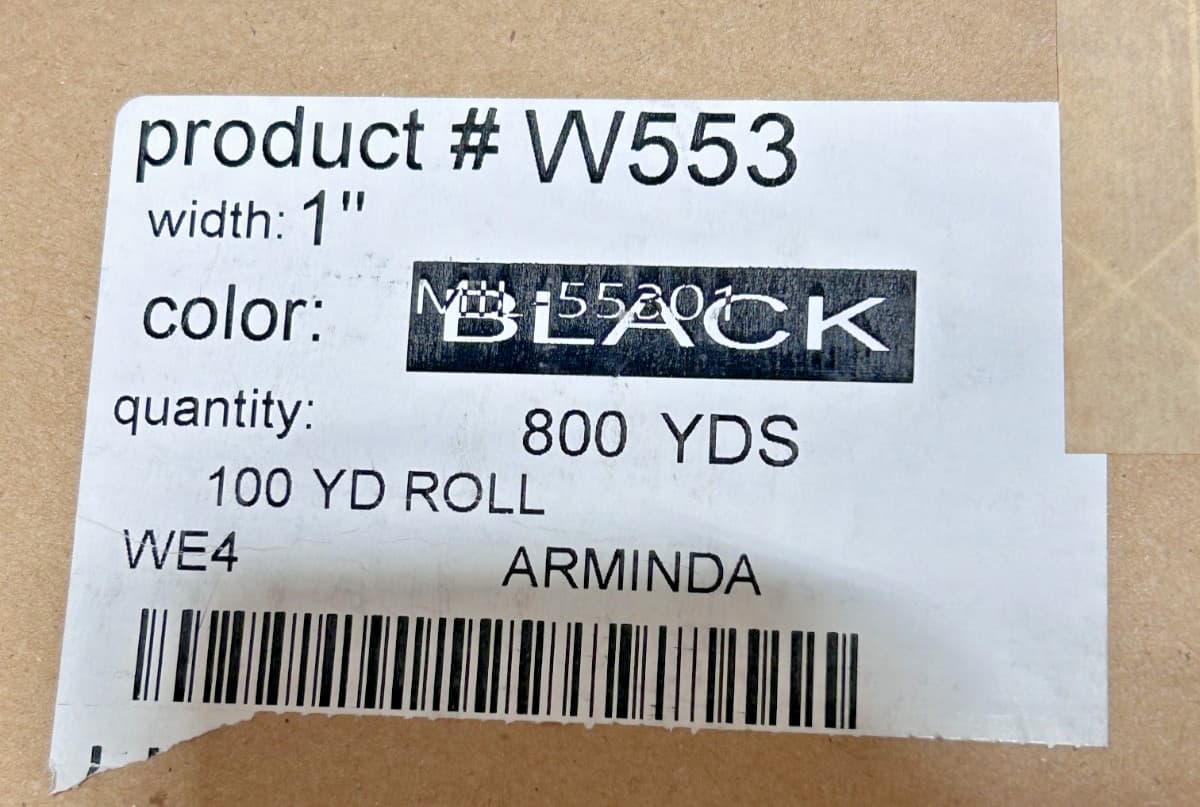 product # W553
width: 1"
color: BLACK
quantity: 800 YDS
100 YD ROLL
WE4 ARMINDA